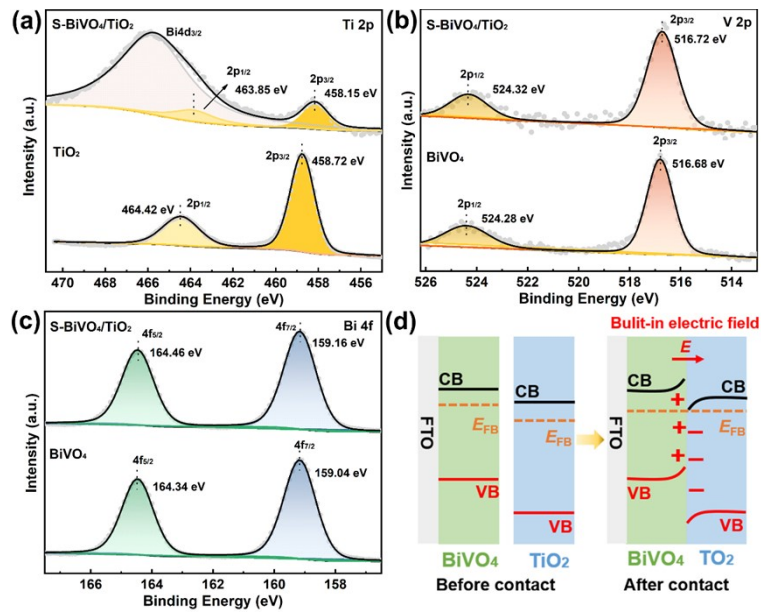 (a)
S-BiVO₄/TiO₂
Bi4d₃/₂
Ti 2p
2p₁/₂
463.85 eV
2p₃/₂
458.15 eV
TiO₂
2p₃/₂
458.72 eV
2p₁/₂
464.42 eV
Intensity (a.u.)
470 468 466 464 462 460 458 456
Binding Energy (eV)
(b)
S-BiVO₄/TiO₂
V 2p
2p₃/₂
516.72 eV
2p₁/₂
524.32 eV
BiVO₄
2p₃/₂
516.68 eV
2p₁/₂
524.28 eV
Intensity (a.u.)
526 524 522 520 518 516 514
Binding Energy (eV)
(c)
S-BiVO₄/TiO₂
Bi 4f
4f₅/₂
164.46 eV
4f₇/₂
159.16 eV
BiVO₄
4f₅/₂
164.34 eV
4f₇/₂
159.04 eV
Intensity (a.u.)
166 164 162 160 158
Binding Energy (eV)
(d)
Bulit-in electric field
E
FTO
CB
CB
E_FB
E_FB
VB
VB
BiVO₄
TiO₂
Before contact
FTO
CB
CB
E_FB
VB
VB
+
+
+
−
−
−
BiVO₄
TO₂
After contact